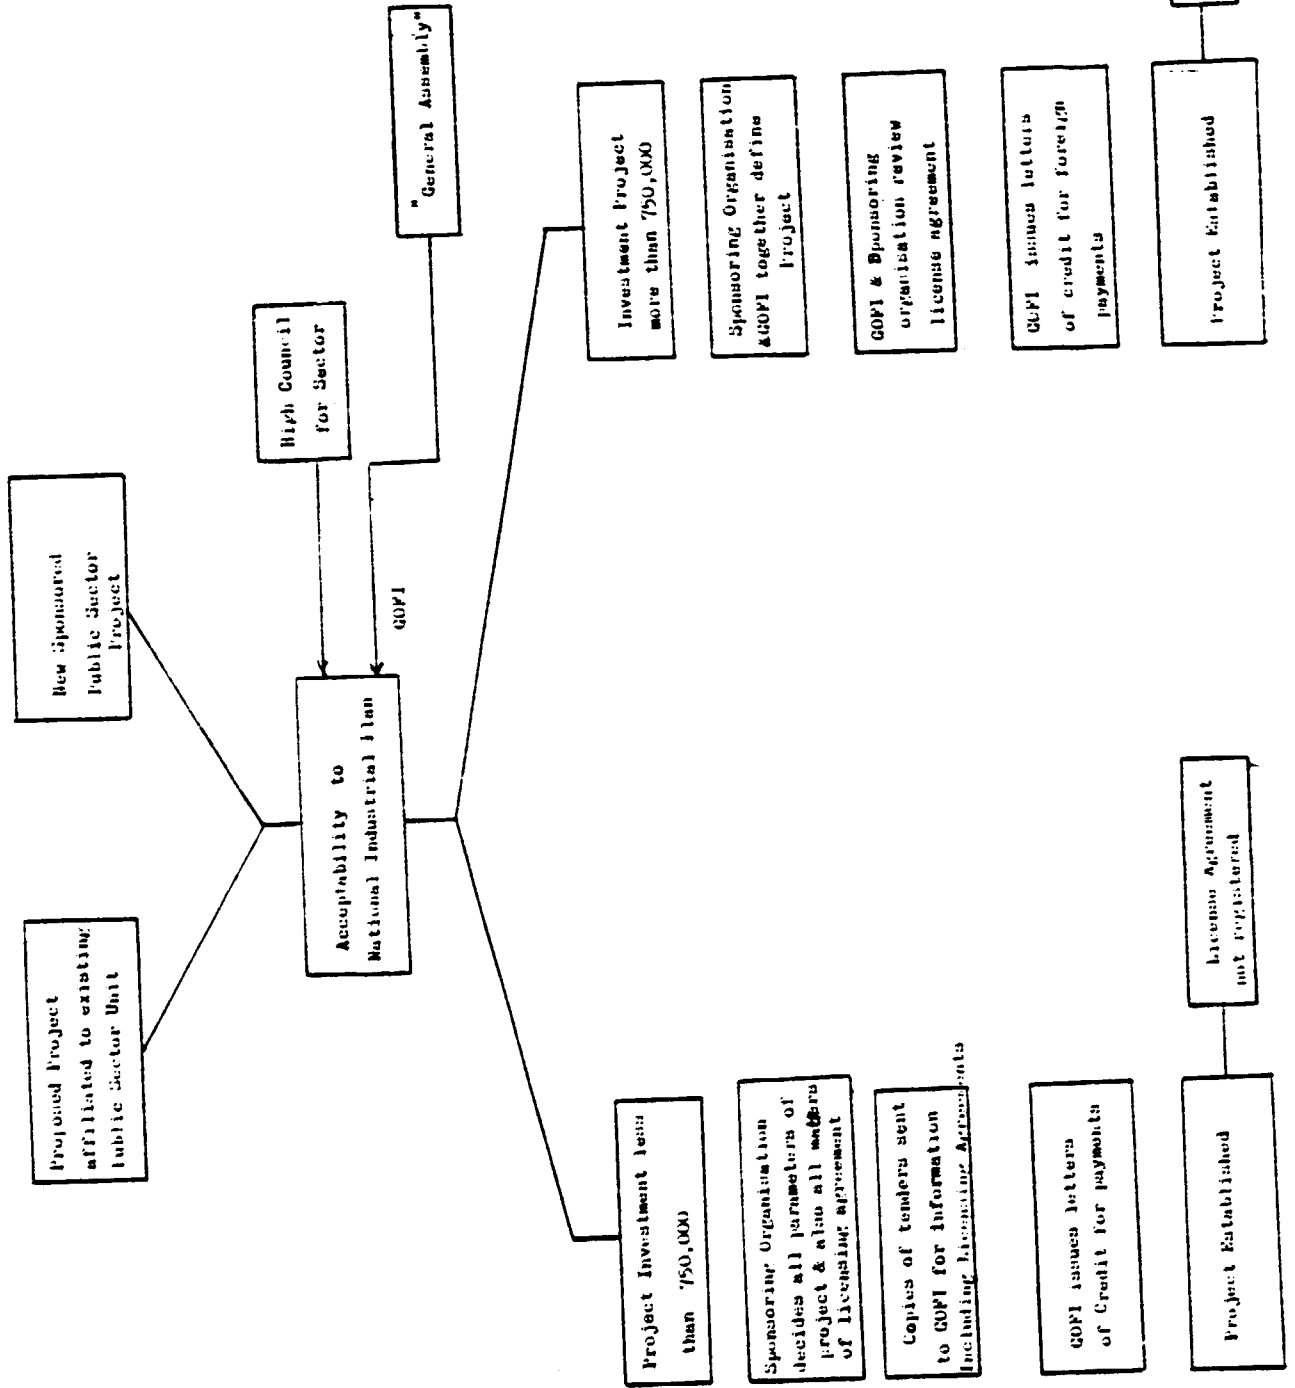 Proposed Project
affiliated to existing
Public Sector Unit
New Sponsored
Public Sector
Project
Acceptability to
National Industrial Plan
High Council
for Sector
GOFI
"General Assembly"
Project Investment less
than 750,000
Sponsoring Organisation
decides all parameters of
project & also all matters
of licensing agreement
Copies of tenders sent
to GOFI for information
Including Licensing Agreements
GOFI issues letters
of Credit for payments
Project Established
License Agreement
not registered
Investment Project
more than 750,000
Sponsoring Organisation
&GOFI together define
Project
GOFI & Sponsoring
organisation review
license agreement
GOFI issues letters
of credit for foreign
payments
Project Established